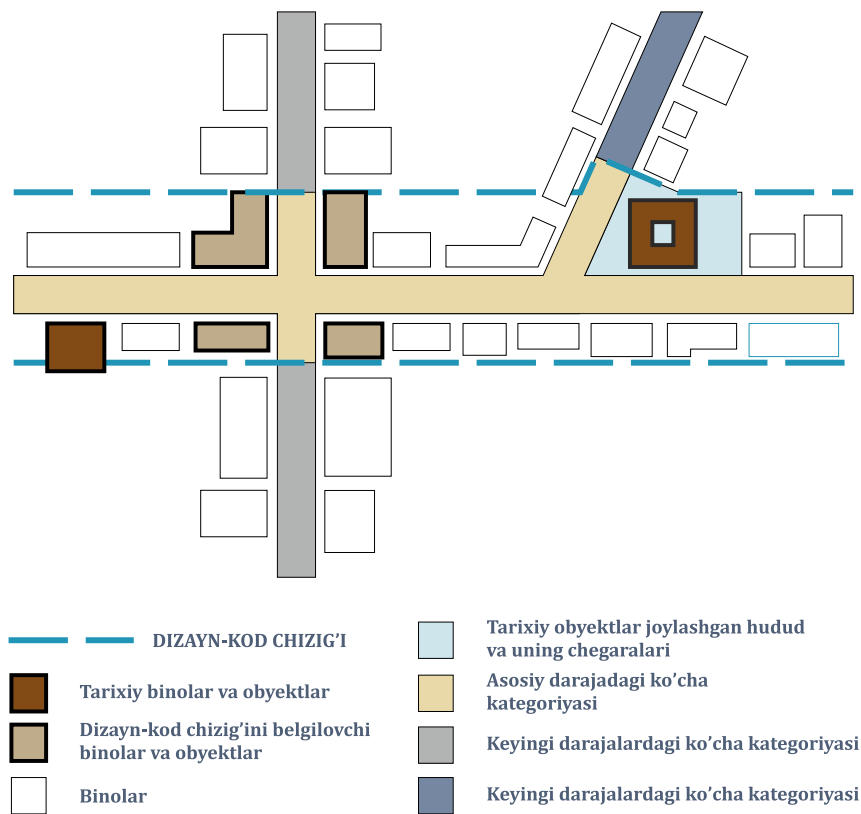 DIZAYN-KOD CHIZIG'I
Tarixiy binolar va obyektlar
Dizayn-kod chizig'ini belgilovchi
binolar va obyektlar
Binolar
Tarixiy obyektlar joylashgan hudud
va uning chegaralari
Asosiy darajadagi ko'cha
kategoriyasi
Keyingi darajalardagi ko'cha kategoriyasi
Keyingi darajalardagi ko'cha kategoriyasi